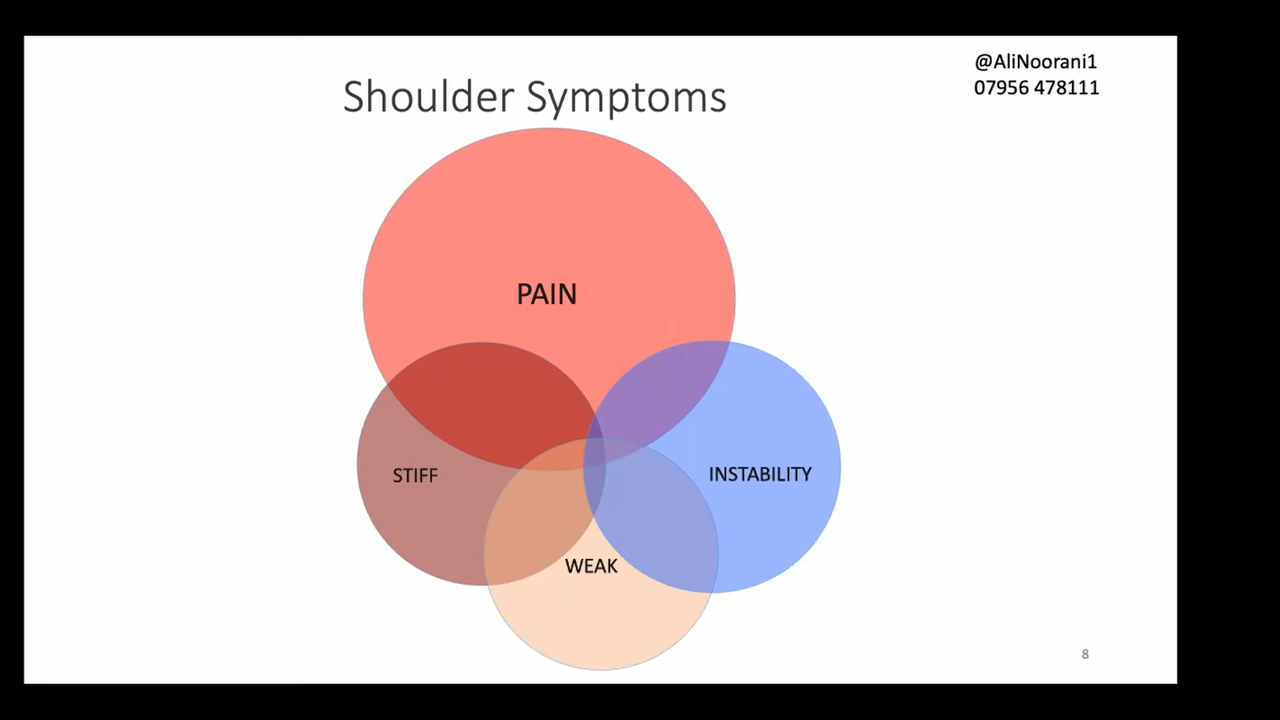 @AliNoorani1
07956 478111
Shoulder Symptoms
PAIN
STIFF
INSTABILITY
WEAK
8